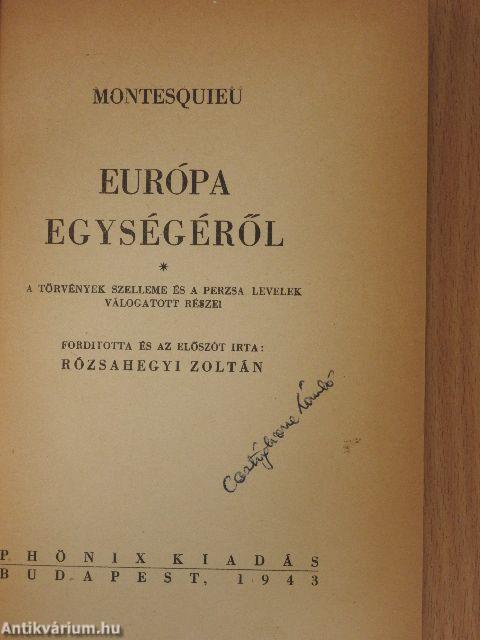 MONTESQUIEU
EURÓPA
EGYSÉGÉRŐL
*
A TÖRVÉNYEK SZELLEME ÉS A PERZSA LEVELEK
VÁLOGATOTT RÉSZEI
FORDITOTTA ÉS AZ ELŐSZÓT IRTA:
RÓZSAHEGYI ZOLTÁN
PHÖNIX KIADÁS
BUDAPEST, 1943
Antikvárium.hu